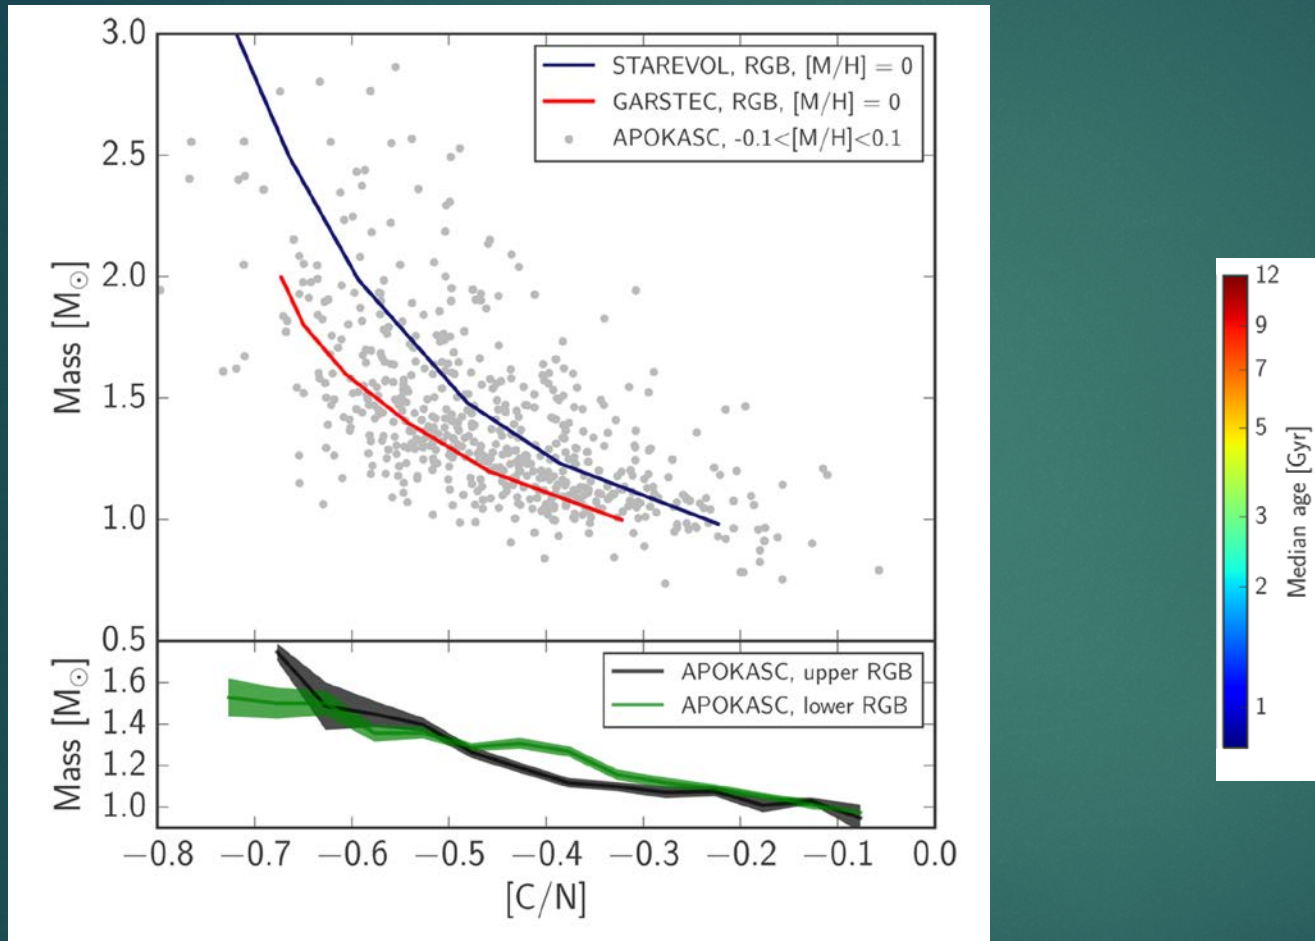 3.0
2.5
2.0
1.5
1.0
0.5
Mass [M⊙]
STAREVOL, RGB, [M/H] = 0
GARSTEC, RGB, [M/H] = 0
APOKASC, -0.1<[M/H]<0.1
1.6
1.4
1.2
1.0
Mass [M⊙]
APOKASC, upper RGB
APOKASC, lower RGB
−0.8 −0.7 −0.6 −0.5 −0.4 −0.3 −0.2 −0.1 0.0
[C/N]
12
9
7
5
3
2
1
Median age [Gyr]